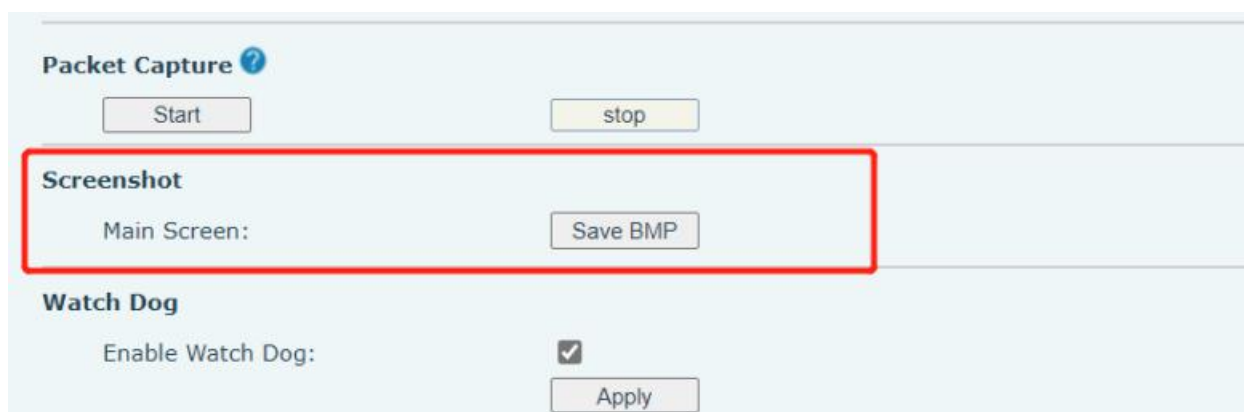 Packet Capture ?
Start stop
Screenshot
Main Screen: Save BMP
Watch Dog
Enable Watch Dog:
Apply